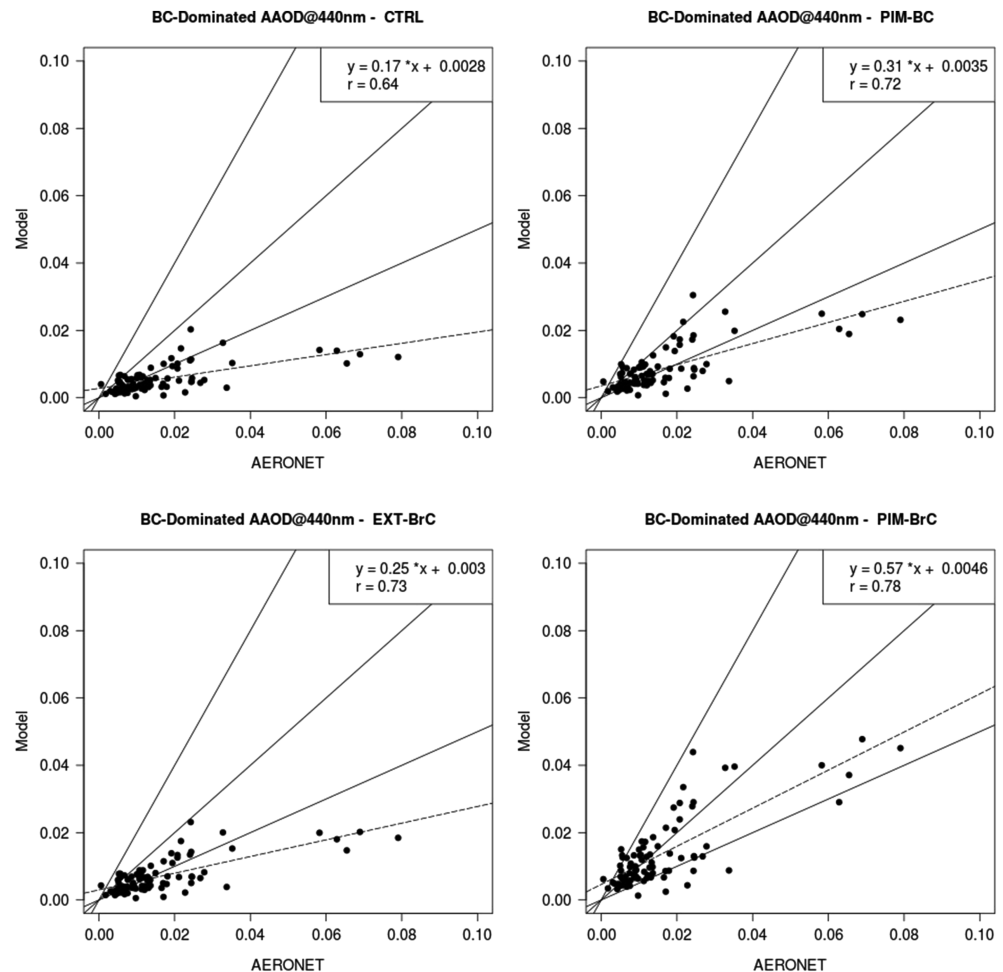 BC-Dominated AAOD@440nm - CTRL
y = 0.17 *x + 0.0028
r = 0.64
0.10
0.08
0.06
0.04
0.02
0.00
Model
0.00 0.02 0.04 0.06 0.08 0.10
AERONET
BC-Dominated AAOD@440nm - PIM-BC
y = 0.31 *x + 0.0035
r = 0.72
0.10
0.08
0.06
0.04
0.02
0.00
Model
0.00 0.02 0.04 0.06 0.08 0.10
AERONET
BC-Dominated AAOD@440nm - EXT-BrC
y = 0.25 *x + 0.003
r = 0.73
0.10
0.08
0.06
0.04
0.02
0.00
Model
0.00 0.02 0.04 0.06 0.08 0.10
AERONET
BC-Dominated AAOD@440nm - PIM-BrC
y = 0.57 *x + 0.0046
r = 0.78
0.10
0.08
0.06
0.04
0.02
0.00
Model
0.00 0.02 0.04 0.06 0.08 0.10
AERONET